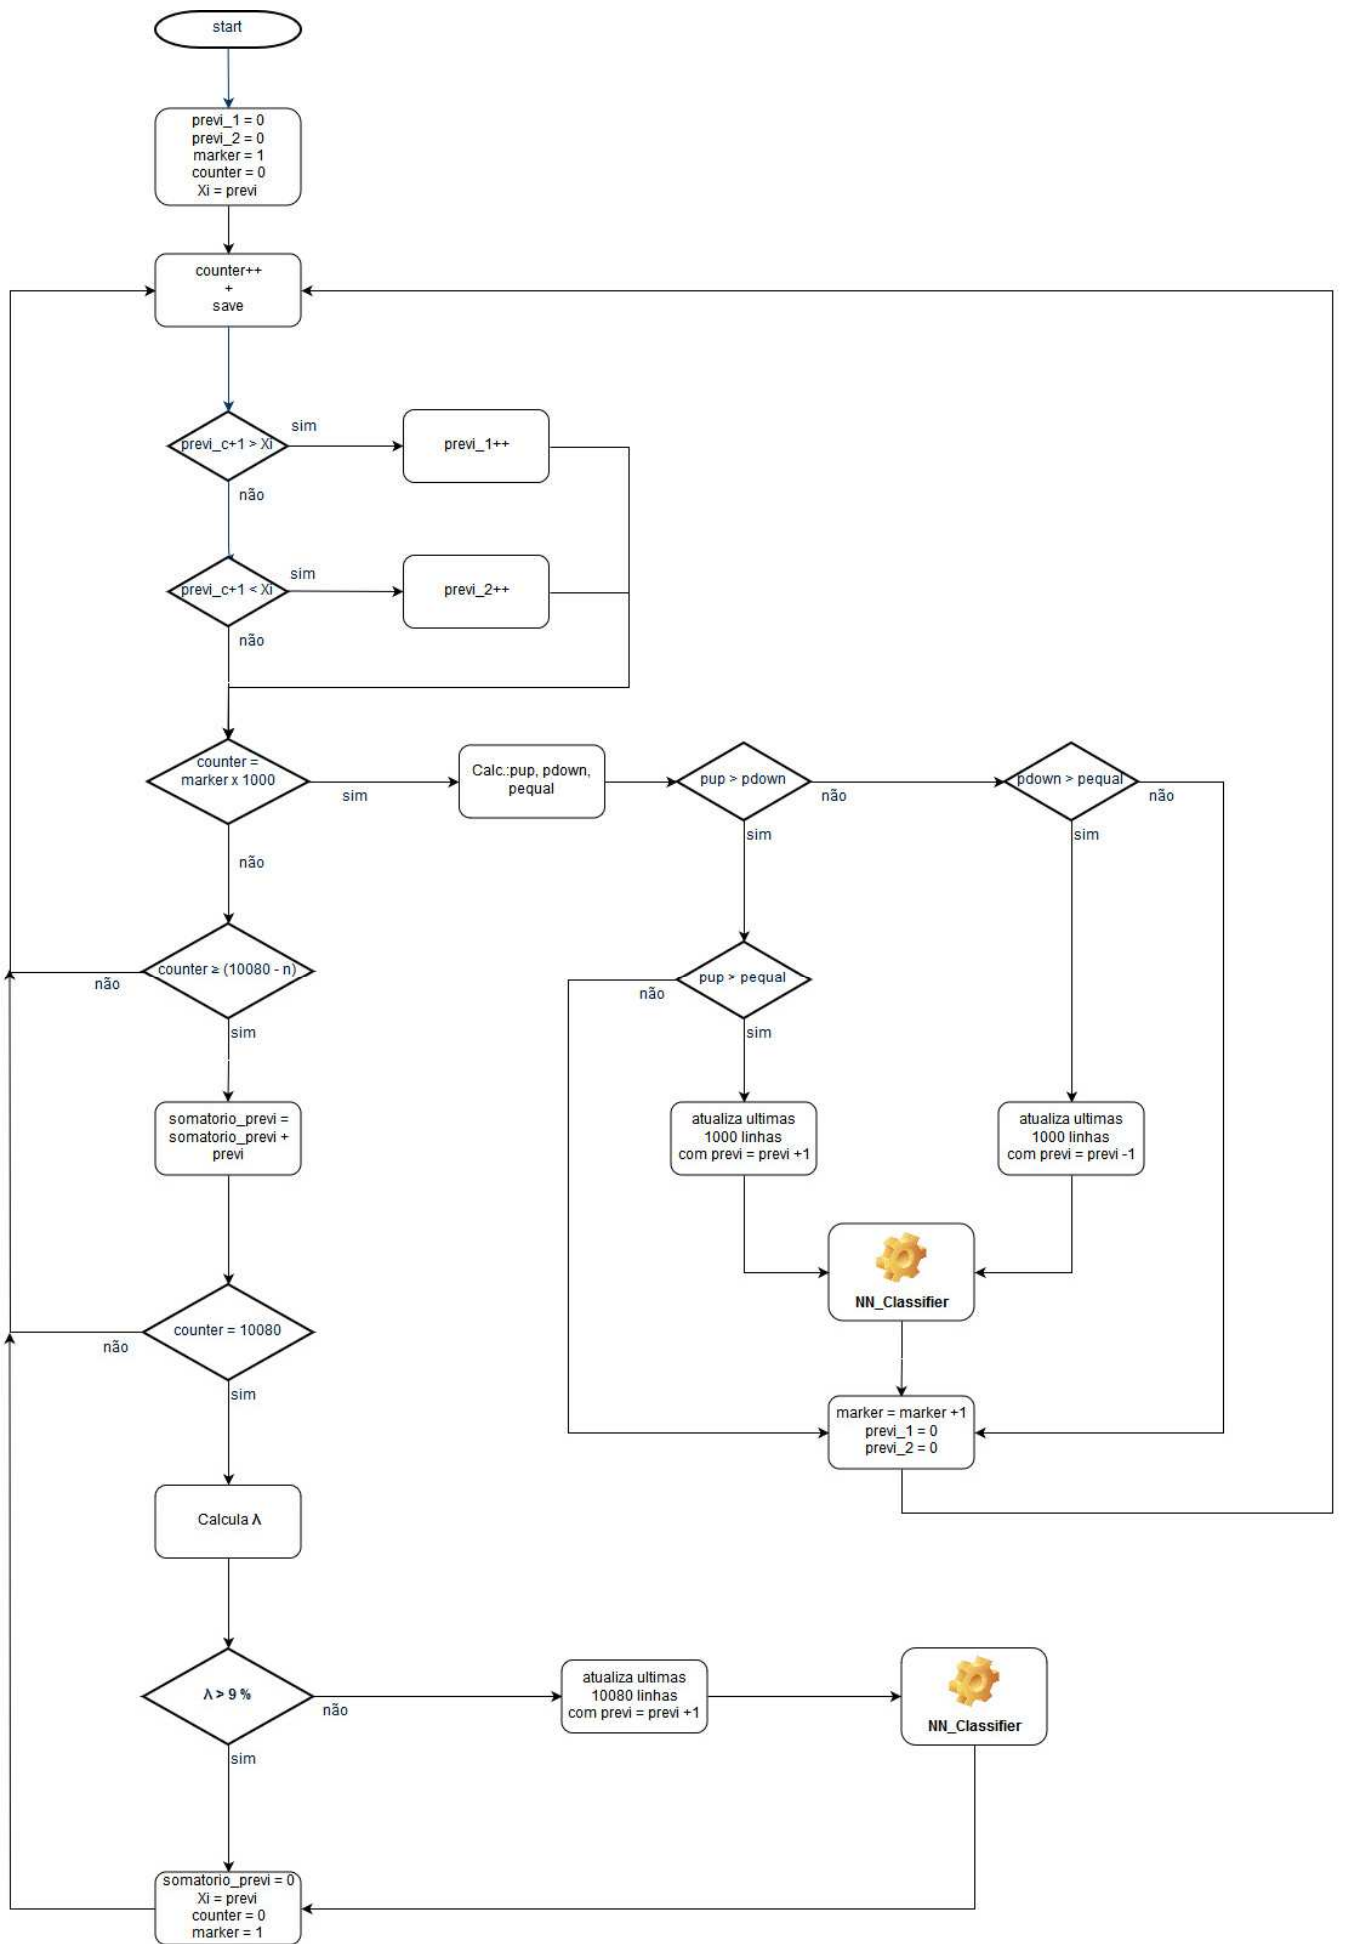 start
previ_1 = 0
previ_2 = 0
marker = 1
counter = 0
Xi = previ
counter++
+
save
previ_c+1 > Xi
sim
previ_1++
não
previ_c+1 < Xi
sim
previ_2++
não
counter =
marker x 1000
sim
Calc.:pup, pdown,
pequal
pup > pdown
não
pdown > pequal
não
sim
sim
não
counter ≥ (10080 - n)
não
sim
pup > pequal
não
sim
somatorio_previ =
somatorio_previ +
previ
atualiza ultimas
1000 linhas
com previ = previ +1
atualiza ultimas
1000 linhas
com previ = previ -1
NN_Classifier
counter = 10080
não
sim
marker = marker +1
previ_1 = 0
previ_2 = 0
Calcula Λ
Λ > 9 %
não
sim
atualiza ultimas
10080 linhas
com previ = previ +1
NN_Classifier
somatorio_previ = 0
Xi = previ
counter = 0
marker = 1